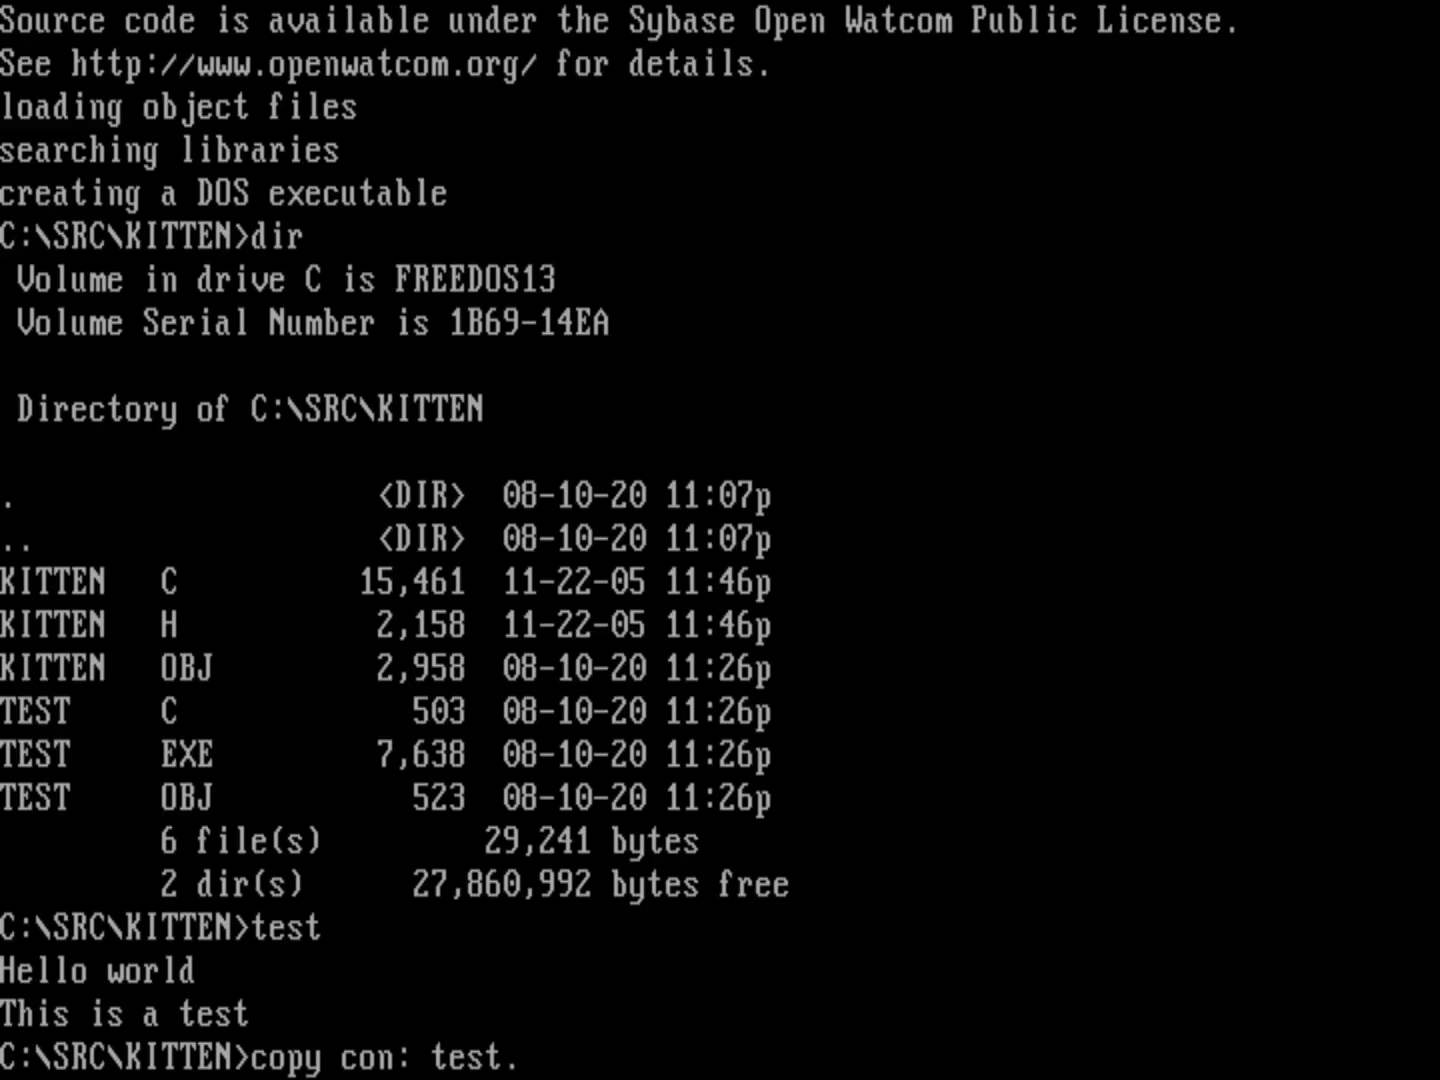 Source code is available under the Sybase Open Watcom Public License.
See http://www.openwatcom.org/ for details.
loading object files
searching libraries
creating a DOS executable
C:\SRC\KITTEN>dir
Volume in drive C is FREEDOS13
Volume Serial Number is 1B69-14EA
Directory of C:\SRC\KITTEN
. <DIR> 08-10-20 11:07p
.. <DIR> 08-10-20 11:07p
KITTEN C 15,461 11-22-05 11:46p
KITTEN H 2,158 11-22-05 11:46p
KITTEN OBJ 2,958 08-10-20 11:26p
TEST C 503 08-10-20 11:26p
TEST EXE 7,638 08-10-20 11:26p
TEST OBJ 523 08-10-20 11:26p
6 file(s) 29,241 bytes
2 dir(s) 27,860,992 bytes free
C:\SRC\KITTEN>test
Hello world
This is a test
C:\SRC\KITTEN>copy con: test.